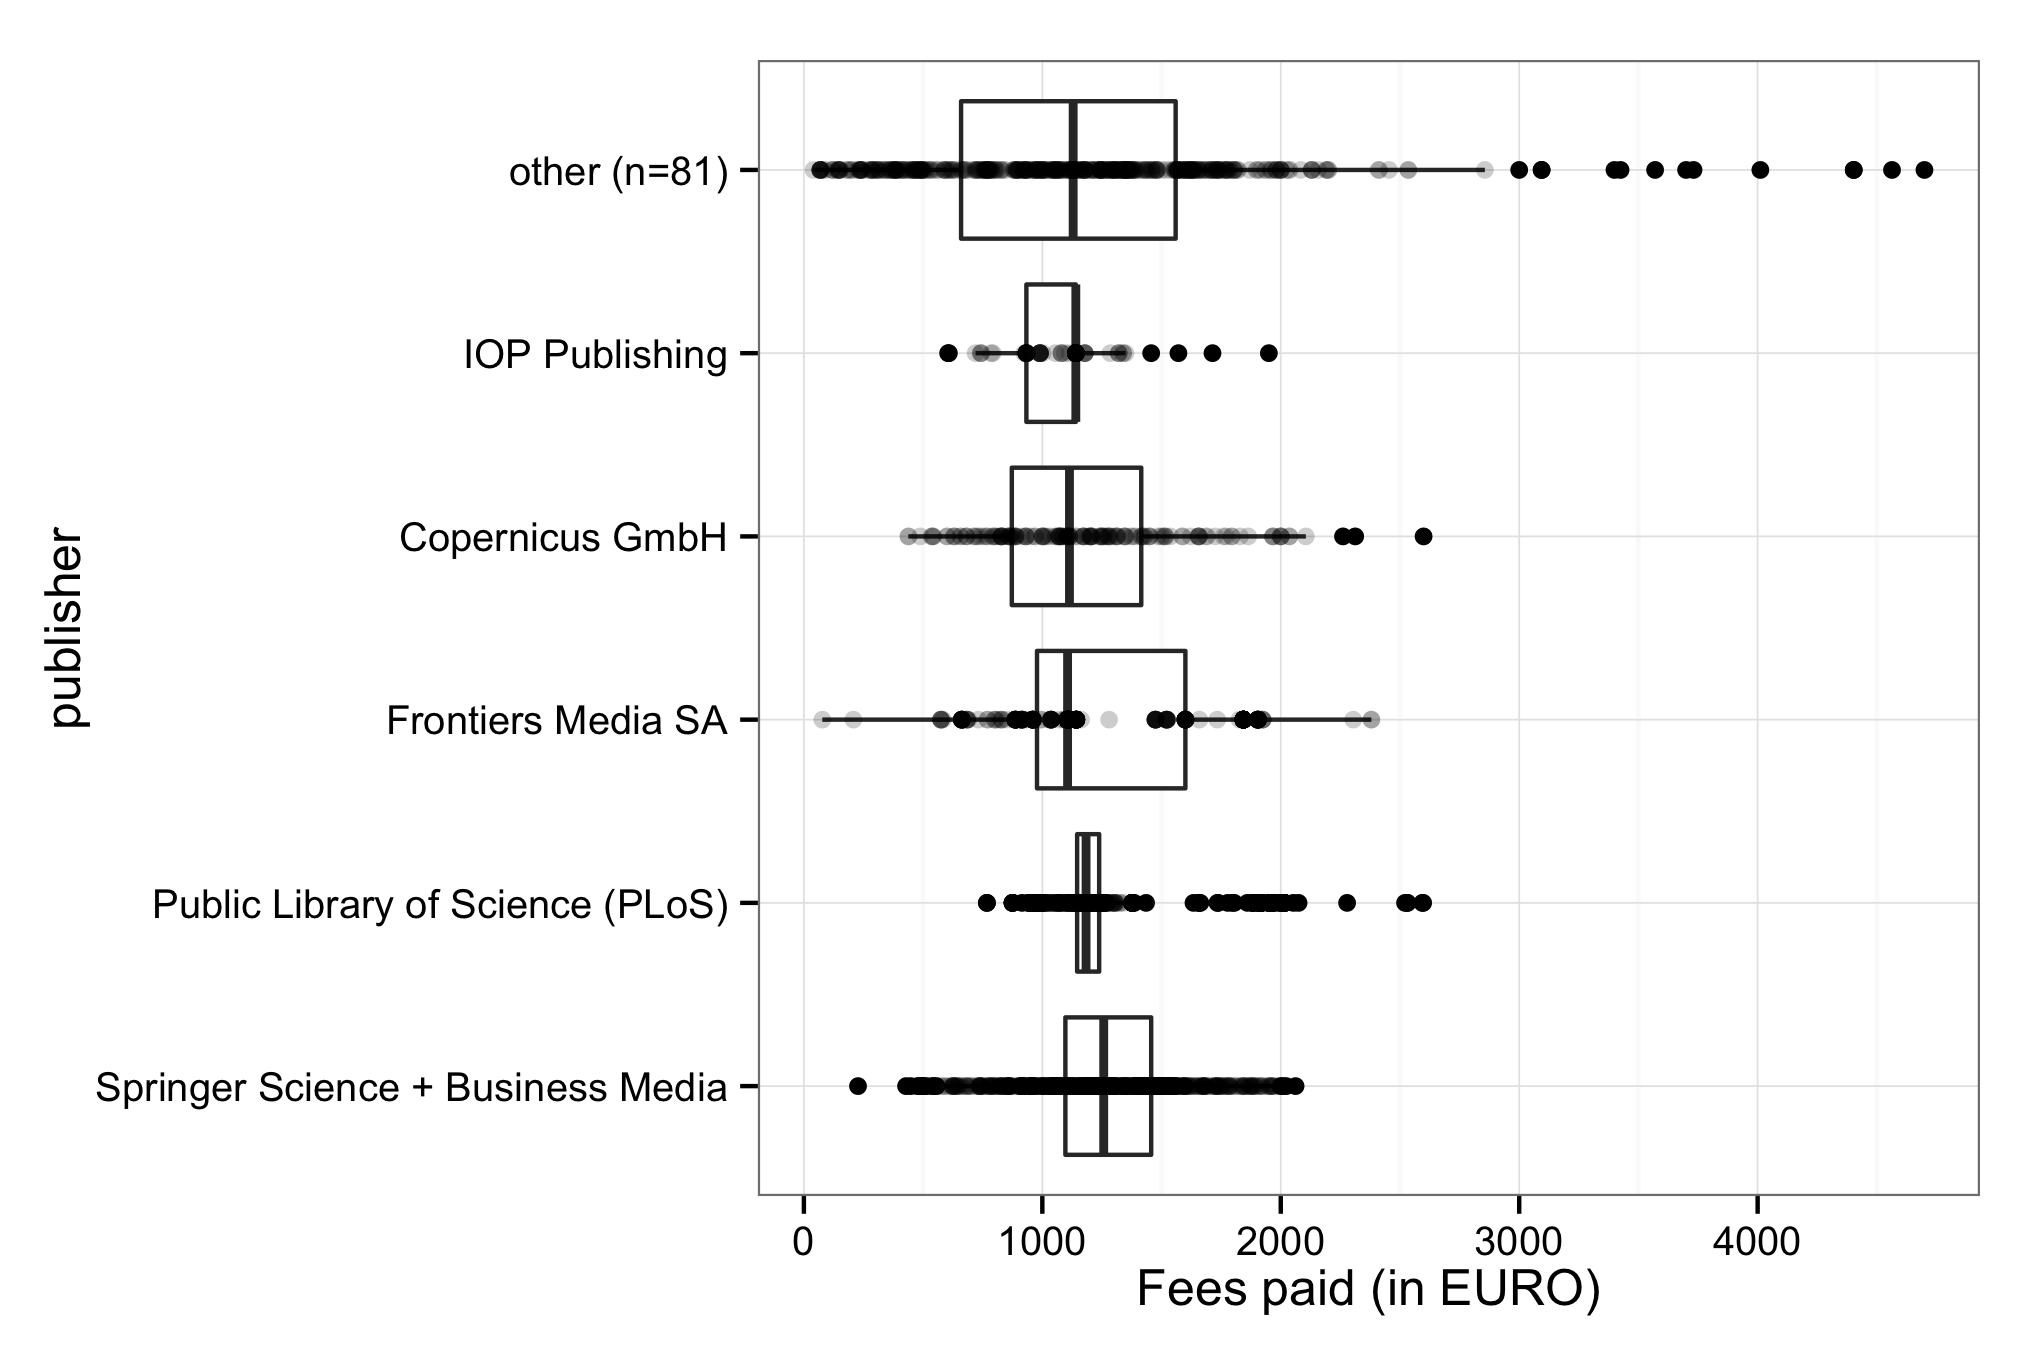 publisher
other (n=81)
IOP Publishing
Copernicus GmbH
Frontiers Media SA
Public Library of Science (PLoS)
Springer Science + Business Media
0 1000 2000 3000 4000
Fees paid (in EURO)